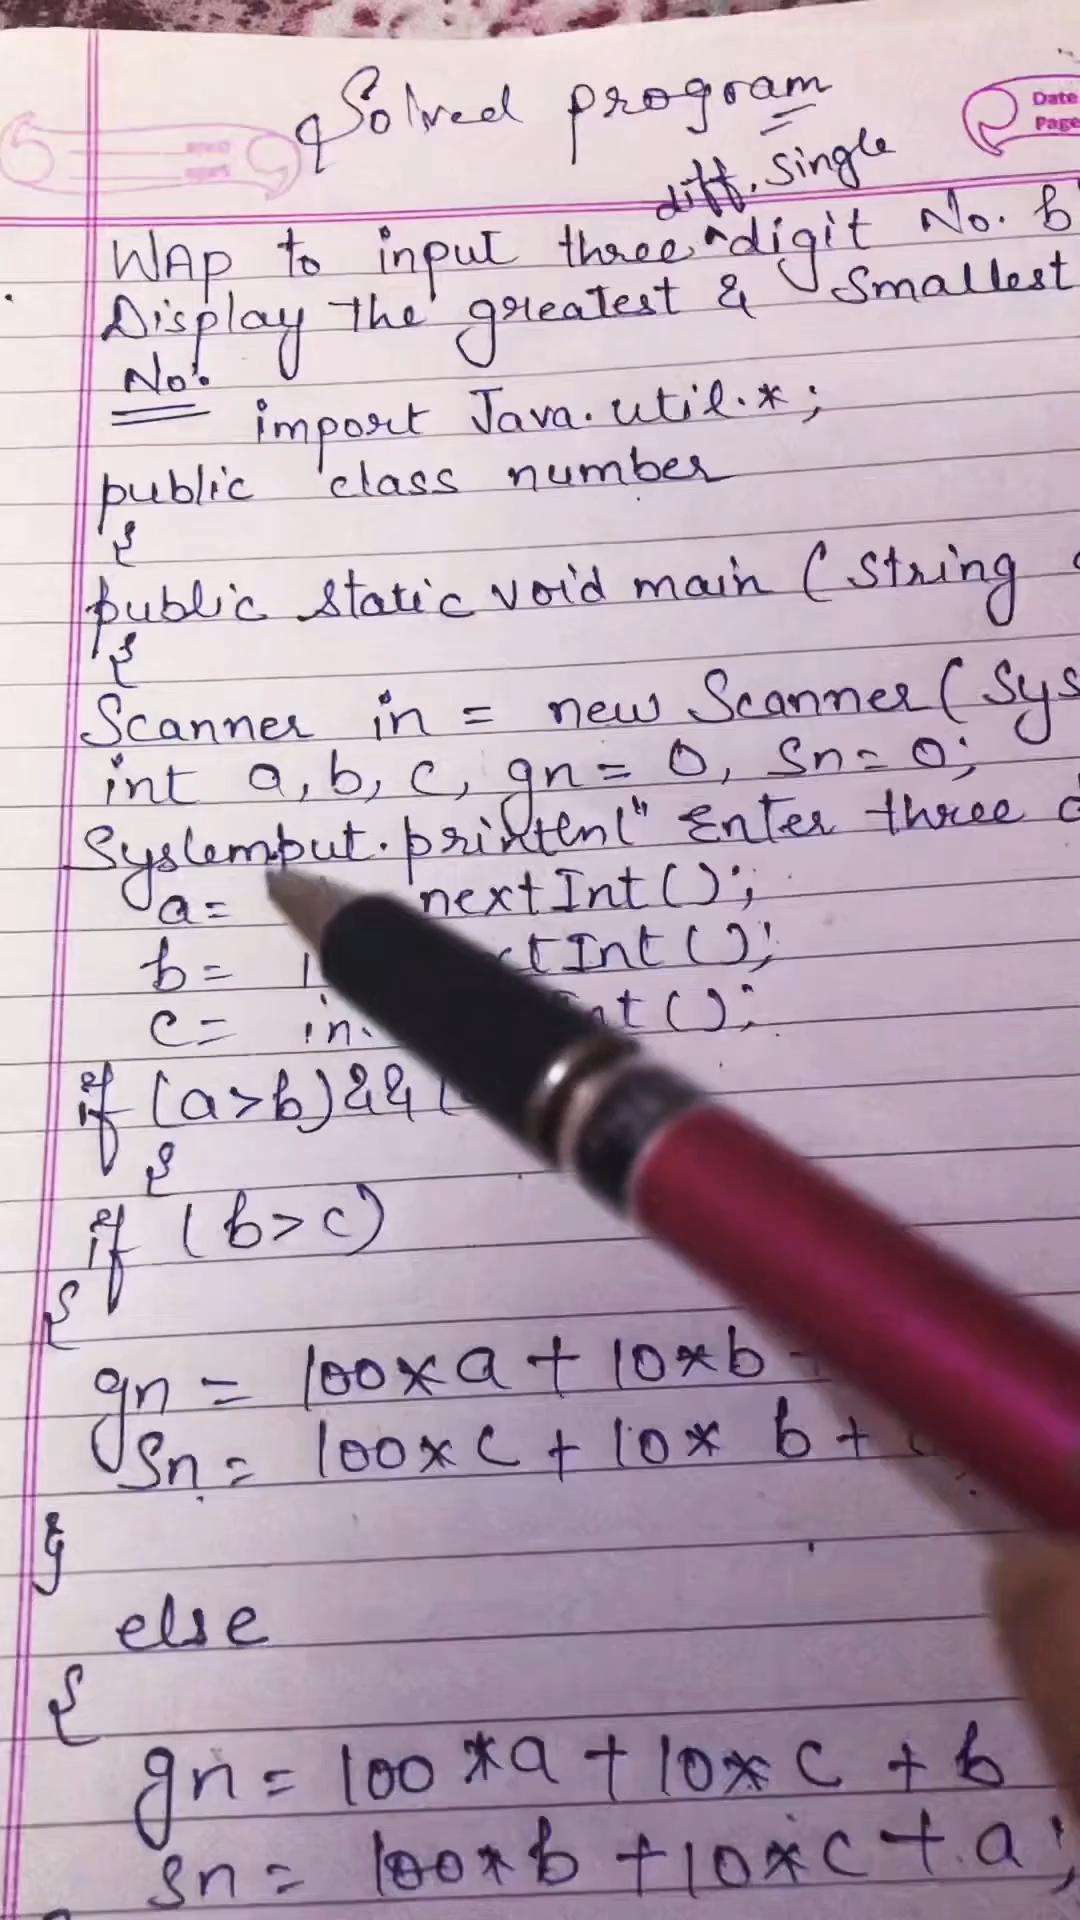 Solved program
Date
Page
diff. single
WAP to input three digit No.
Display the greatest & Smallest
No.
import Java.util.*;
public class number
{
public static void main (String
{
Scanner in = new Scanner (Sys
int a, b, c, gn = 0, Sn = 0;
System.out.println(" Enter three
a= nextInt();
b= tInt();
c= in. nt();
if (a>b)&&(
{
if (b>c)
{
gn = 100*a + 10*b +
Sn = 100*c + 10* b +
}
else
{
gn = 100*a + 10*c + b
Sn = 100*b + 10*c + a;